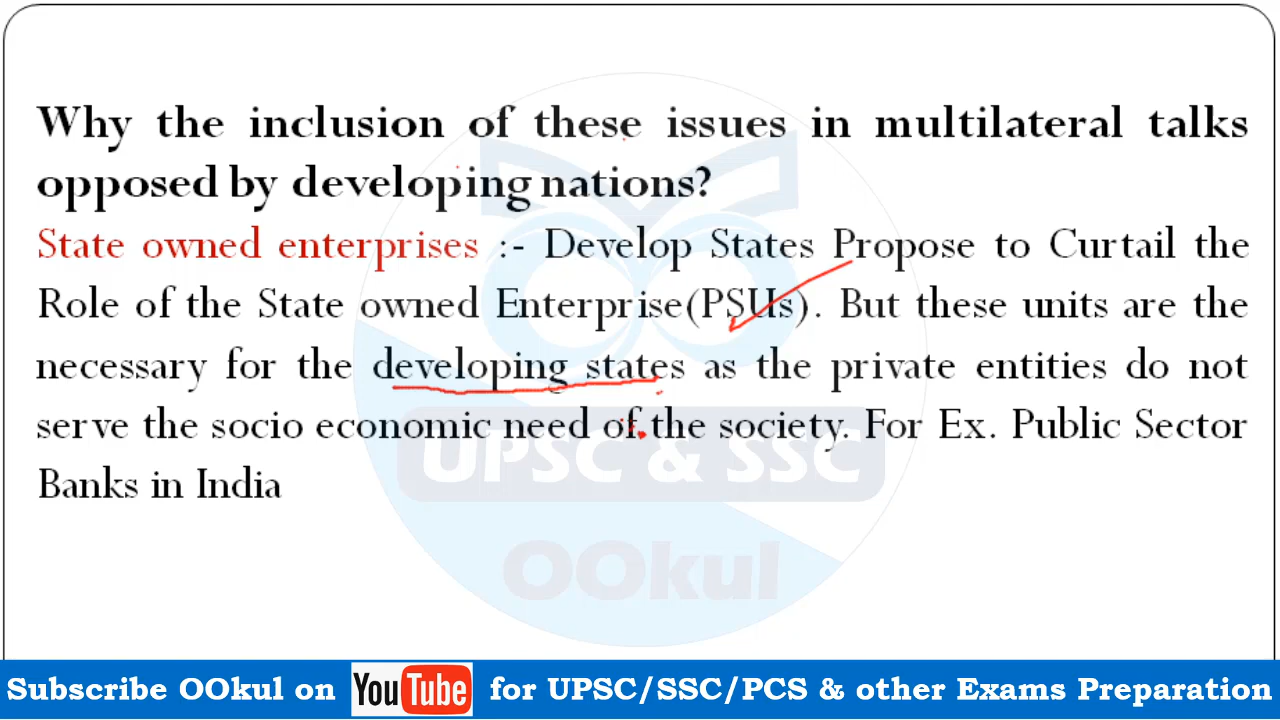 Why the inclusion of these issues in multilateral talks
opposed by developing nations?
State owned enterprises :- Develop States Propose to Curtail the
Role of the State owned Enterprise(PSUs). But these units are the
necessary for the developing states as the private entities do not
serve the socio economic need of the society. For Ex. Public Sector
Banks in India
UPSC & SSC
OOkul
Subscribe OOkul on YouTube for UPSC/SSC/PCS & other Exams Preparation